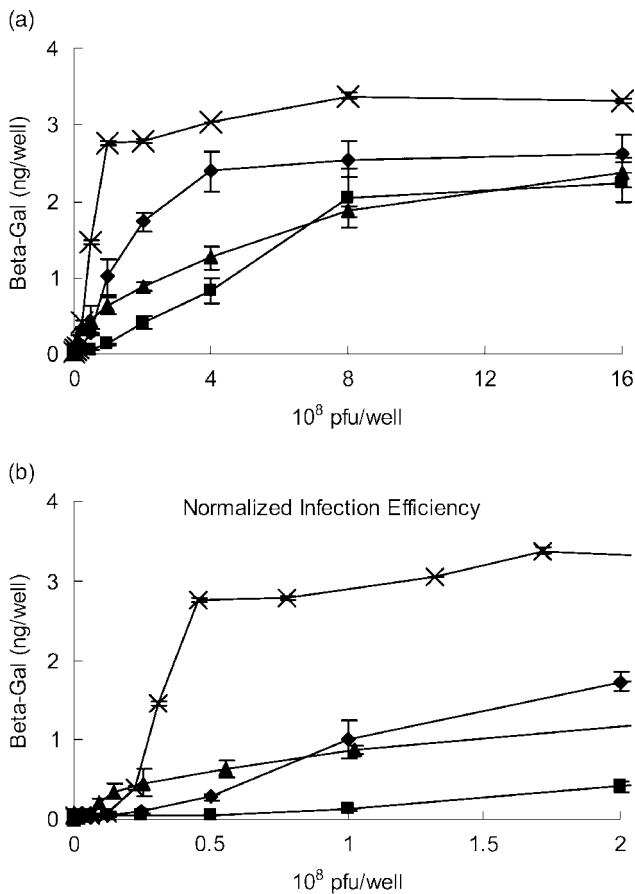 (a)
4
3
2
1
0
Beta-Gal (ng/well)
0 4 8 12 16
10⁸ pfu/well
(b)
Normalized Infection Efficiency
4
3
2
1
0
Beta-Gal (ng/well)
0 0.5 1 1.5 2
10⁸ pfu/well